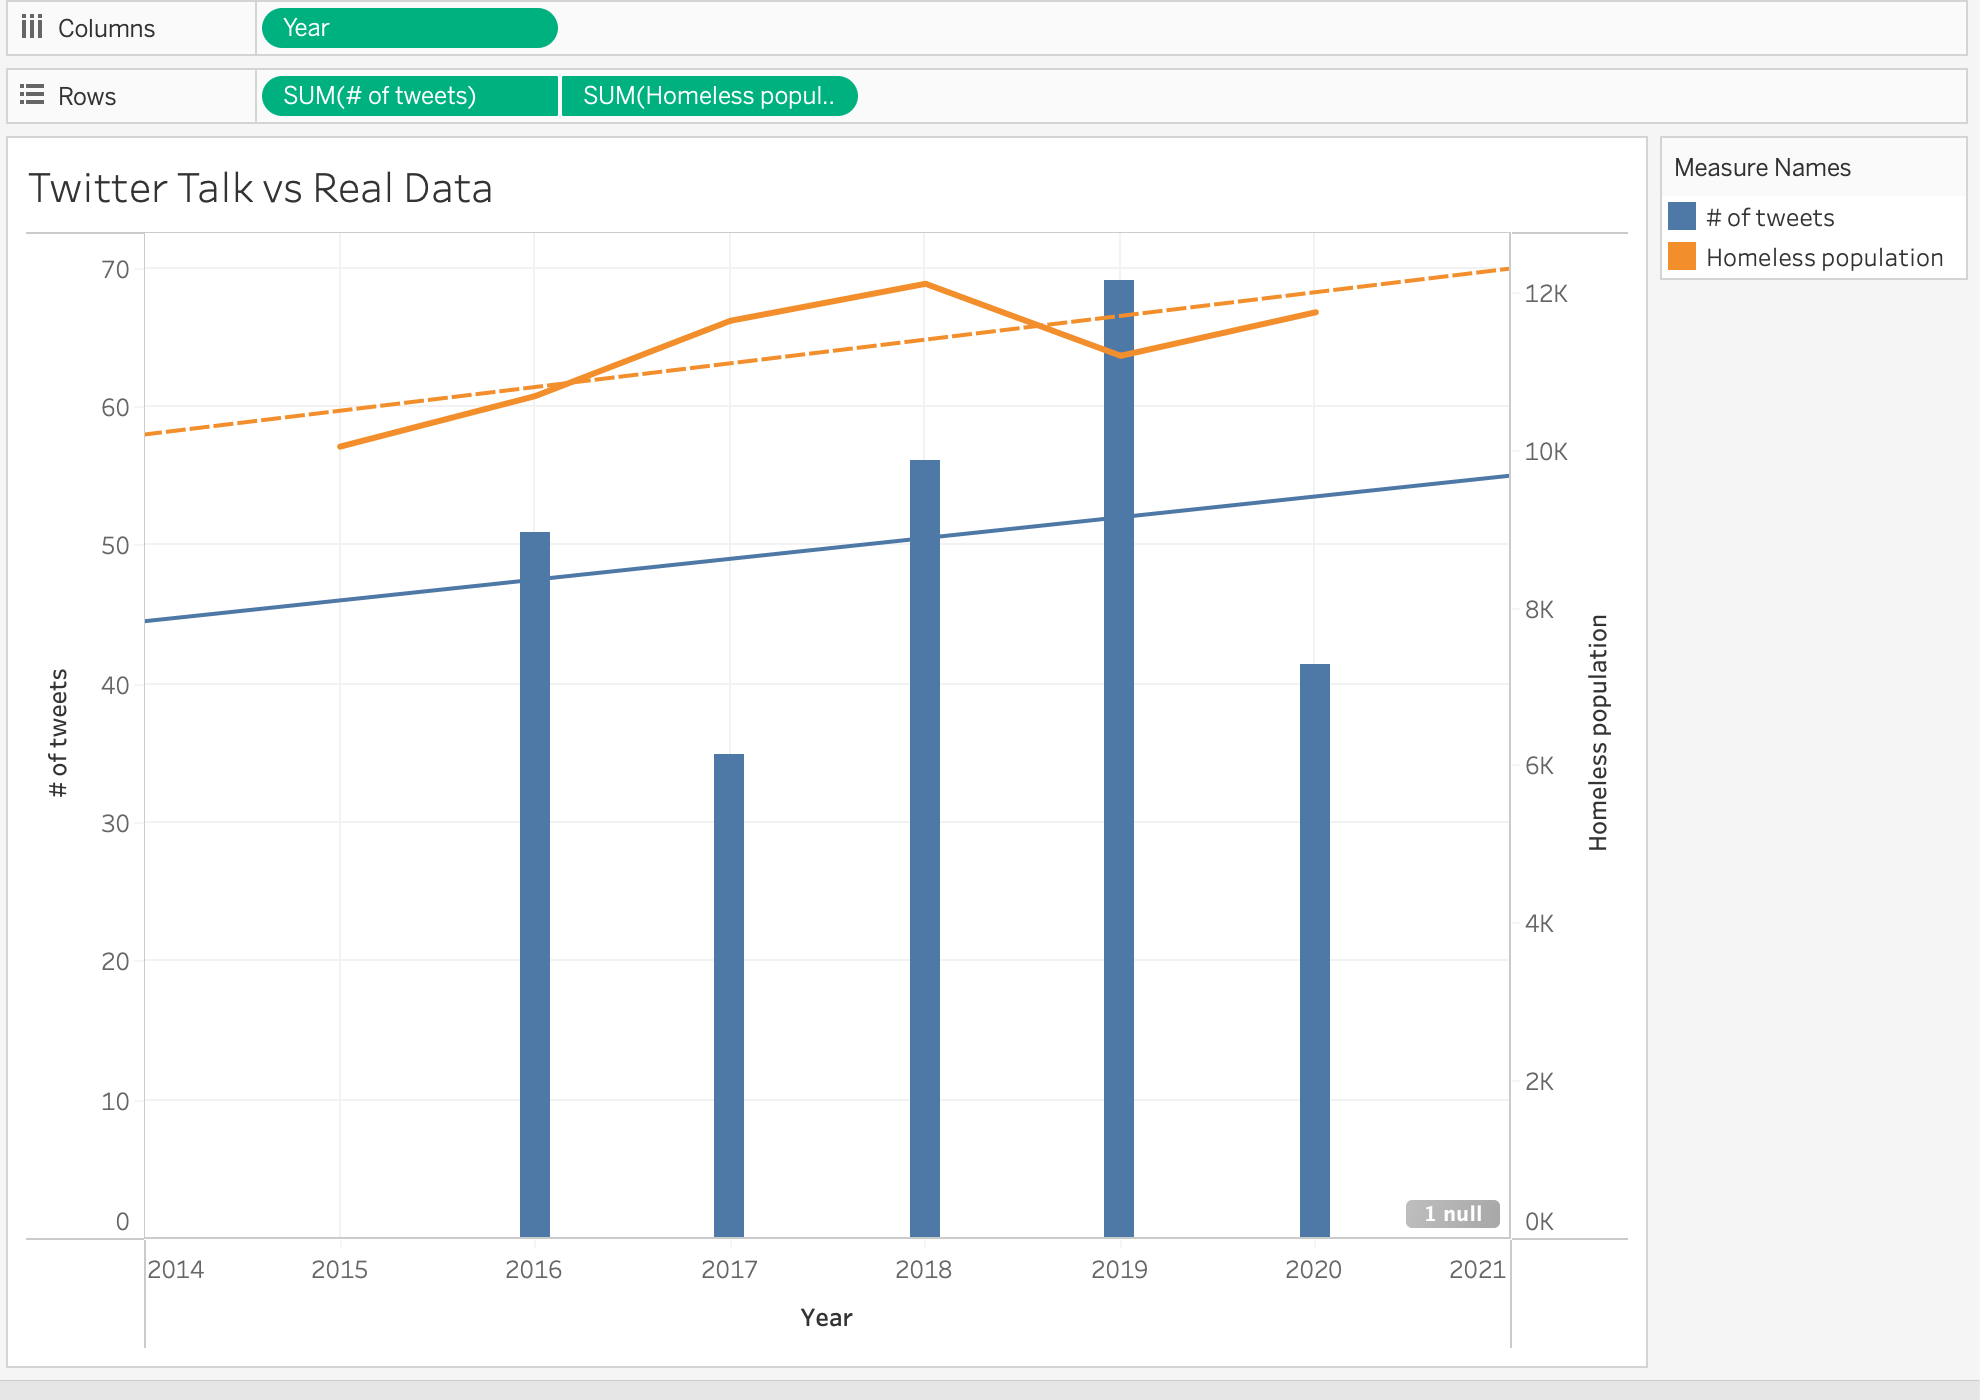 Columns
Year
Rows
SUM(# of tweets)
SUM(Homeless popul..
Twitter Talk vs Real Data
Measure Names
# of tweets
Homeless population
70
60
50
40
30
20
10
0
# of tweets
12K
10K
8K
6K
4K
2K
0K
Homeless population
1 null
2014
2015
2016
2017
2018
2019
2020
2021
Year